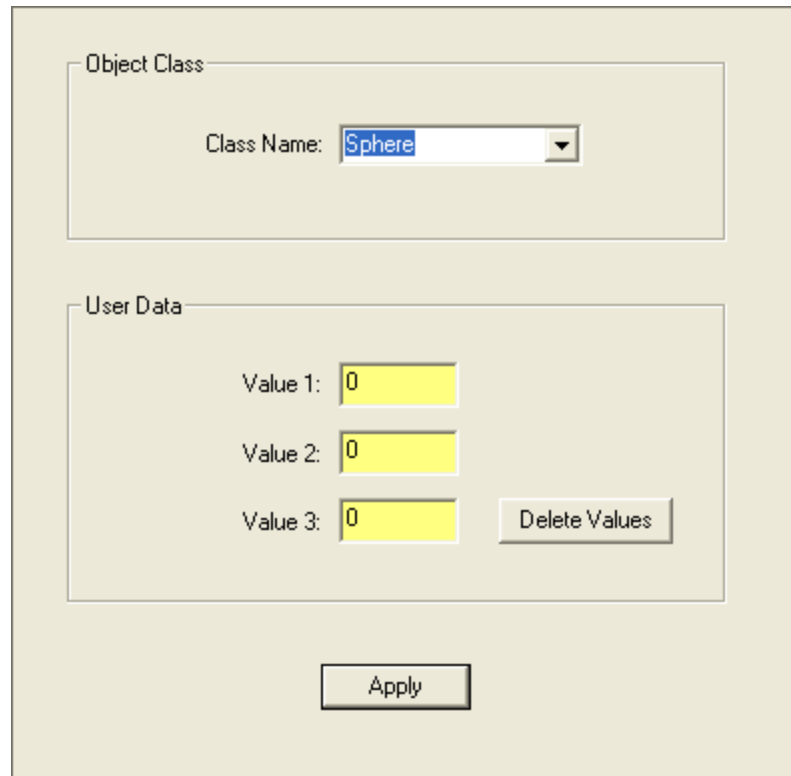 Object Class
Class Name: Sphere
User Data
Value 1: 0
Value 2: 0
Value 3: 0 Delete Values
Apply